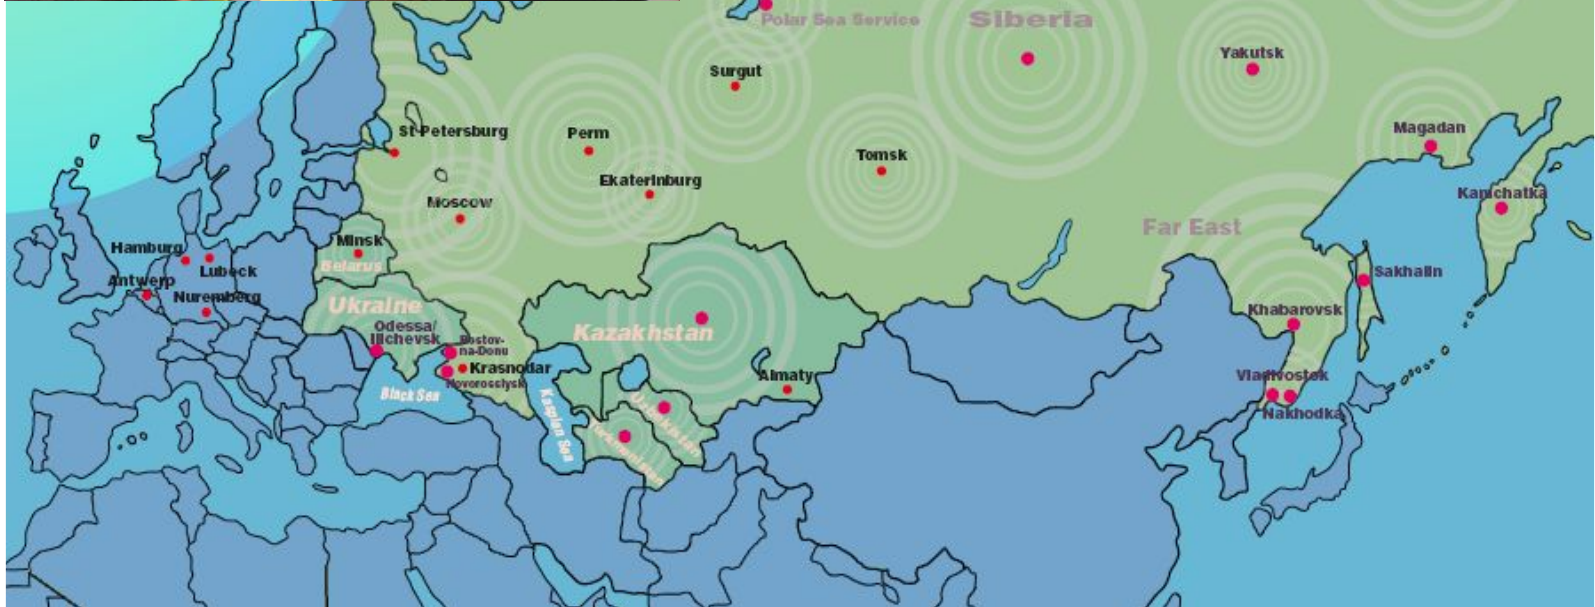 Polar Sea Service
Siberia
Yakutsk
Surgut
St Petersburg
Perm
Magadan
Tomsk
Ekaterinburg
Kamchatka
Moscow
Far East
Minsk
Hamburg
Belarus
Lubeck
Sakhalin
Antwerp
Nuremberg
Ukraine
Khabarovsk
Odessa/
Illchevsk
Kazakhstan
Rostov-
na-Donu
Krasnodar
Almaty
Vladivostok
Novorossiysk
Black Sea
Kaspian Sea
Uzbekistan
Nakhodka
Turkmenistan